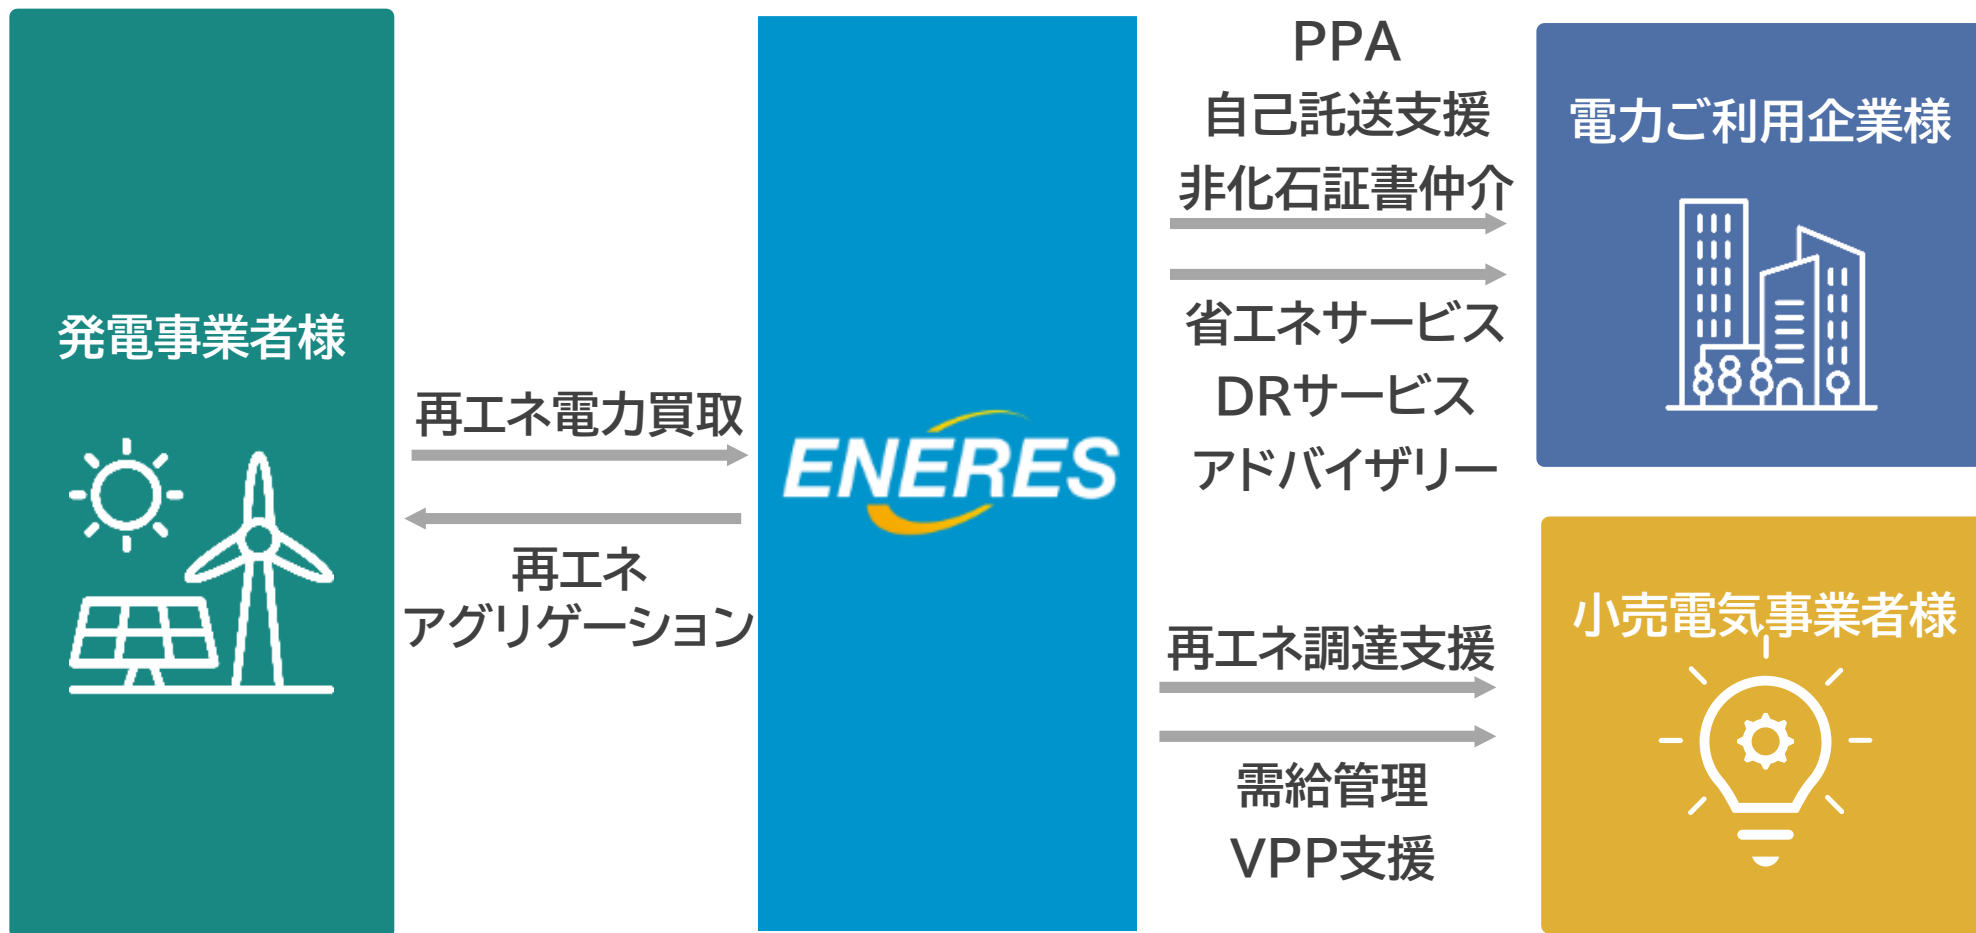 発電事業者様
再エネ電力買取
再エネ
アグリゲーション
ENERES
PPA
自己託送支援
非化石証書仲介
省エネサービス
DRサービス
アドバイザリー
電力ご利用企業様
再エネ調達支援
需給管理
VPP支援
小売電気事業者様